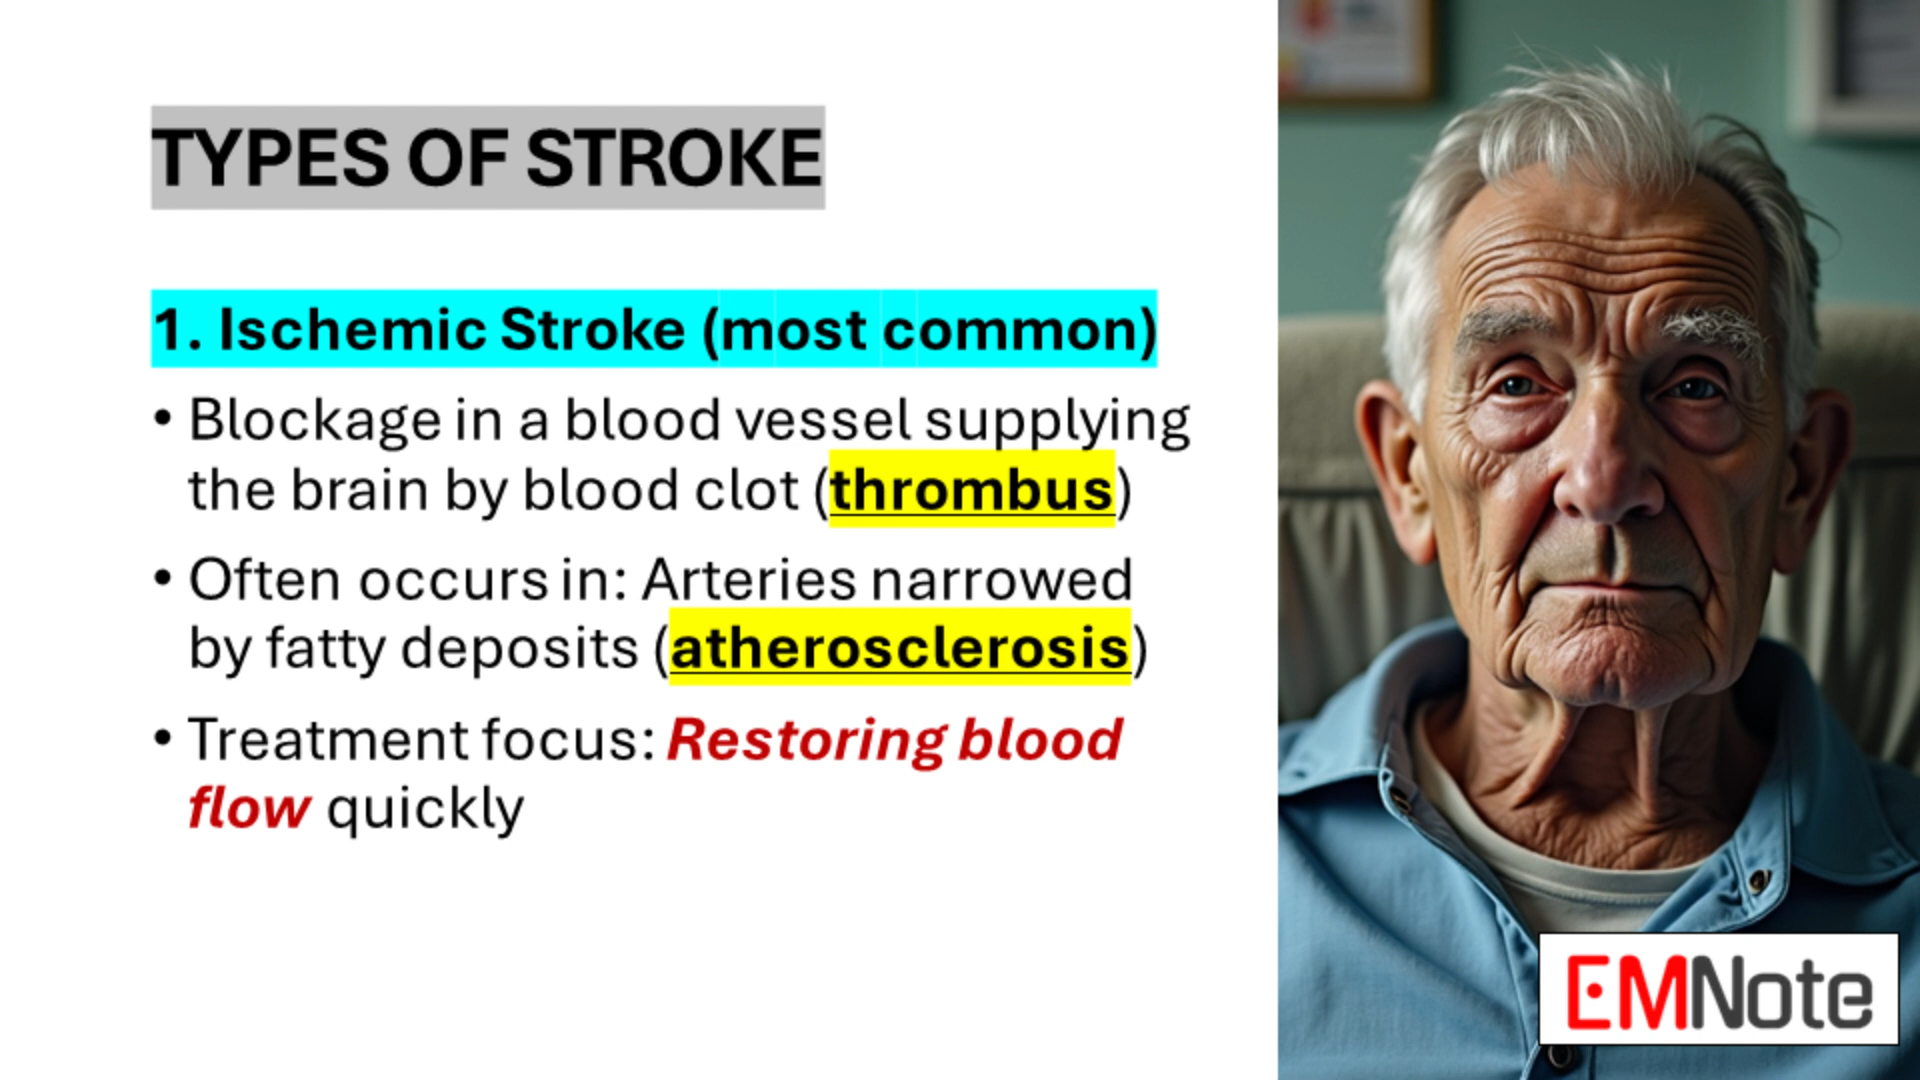 TYPES OF STROKE
1. Ischemic Stroke (most common)
• Blockage in a blood vessel supplying
the brain by blood clot (thrombus)
• Often occurs in: Arteries narrowed
by fatty deposits (atherosclerosis)
• Treatment focus: Restoring blood
flow quickly
EMNote